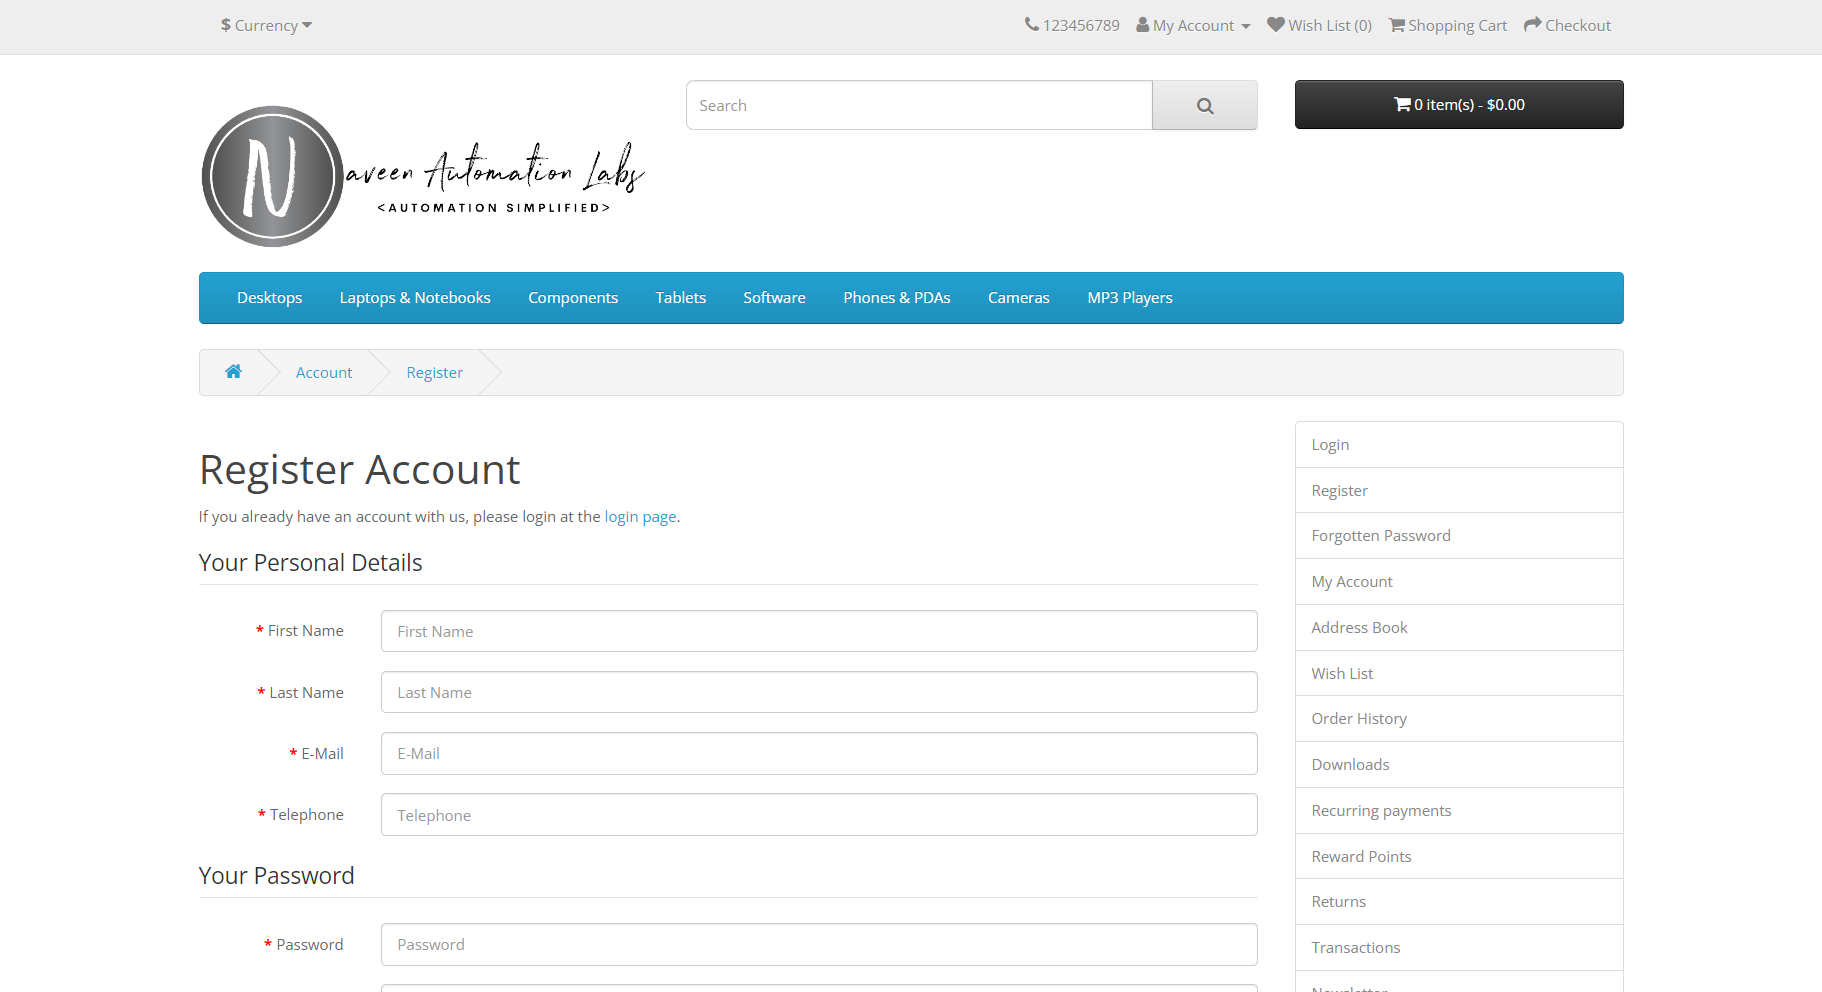 $ Currency
123456789 My Account Wish List (0) Shopping Cart Checkout
Search
0 item(s) - $0.00
Naveen Automation Labs
<AUTOMATION SIMPLIFIED>
Desktops Laptops & Notebooks Components Tablets Software Phones & PDAs Cameras MP3 Players
Account Register
Register Account
If you already have an account with us, please login at the login page.
Your Personal Details
* First Name First Name
* Last Name Last Name
* E-Mail E-Mail
* Telephone Telephone
Your Password
* Password Password
Login
Register
Forgotten Password
My Account
Address Book
Wish List
Order History
Downloads
Recurring payments
Reward Points
Returns
Transactions
Newsletter